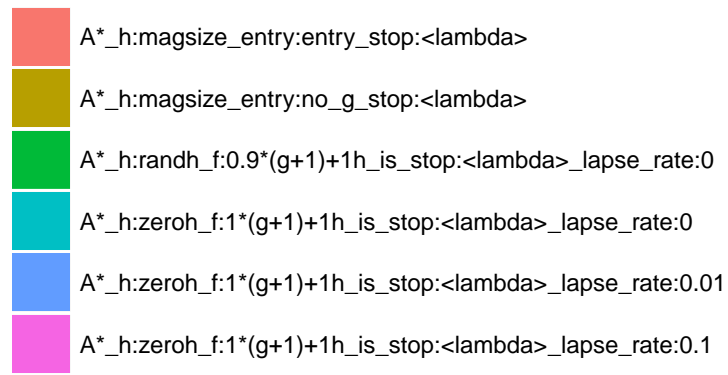 A*_h:magsize_entry:entry_stop:<lambda>
A*_h:magsize_entry:no_g_stop:<lambda>
A*_h:randh_f:0.9*(g+1)+1h_is_stop:<lambda>_lapse_rate:0
A*_h:zeroh_f:1*(g+1)+1h_is_stop:<lambda>_lapse_rate:0
A*_h:zeroh_f:1*(g+1)+1h_is_stop:<lambda>_lapse_rate:0.01
A*_h:zeroh_f:1*(g+1)+1h_is_stop:<lambda>_lapse_rate:0.1